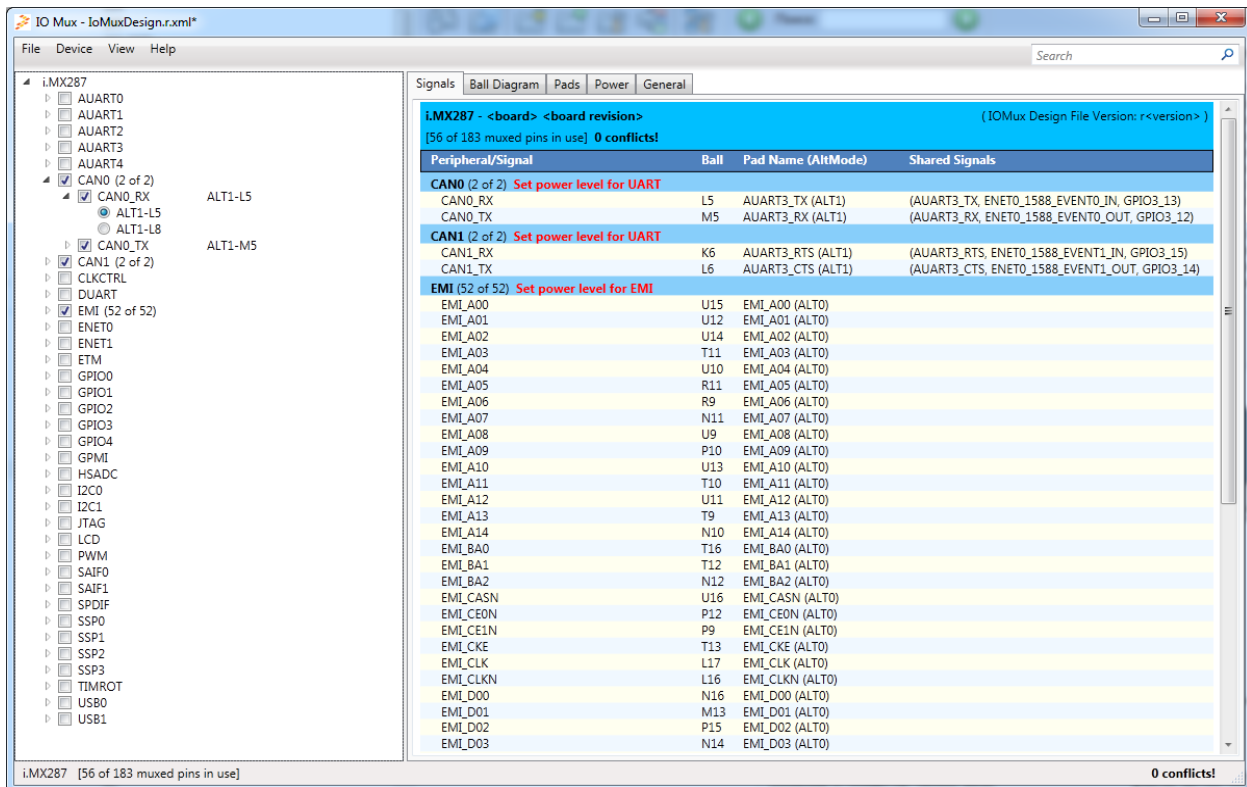 IO Mux - IoMuxDesign.r.xml*
File Device View Help
Search
i.MX287
AUART0
AUART1
AUART2
AUART3
AUART4
CAN0 (2 of 2)
CAN0_RX ALT1-L5
ALT1-L5
ALT1-L8
CAN0_TX ALT1-M5
CAN1 (2 of 2)
CLKCTRL
DUART
EMI (52 of 52)
ENET0
ENET1
ETM
GPIO0
GPIO1
GPIO2
GPIO3
GPIO4
GPMI
HSADC
I2C0
I2C1
JTAG
LCD
PWM
SAIF0
SAIF1
SPDIF
SSP0
SSP1
SSP2
SSP3
TIMROT
USB0
USB1
Signals Ball Diagram Pads Power General
i.MX287 - <board> <board revision> ( IOMux Design File Version: r<version> )
[56 of 183 muxed pins in use] 0 conflicts!
Peripheral/Signal Ball Pad Name (AltMode) Shared Signals
CAN0 (2 of 2) Set power level for UART
CAN0_RX L5 AUART3_TX (ALT1) (AUART3_TX, ENET0_1588_EVENT0_IN, GPIO3_13)
CAN0_TX M5 AUART3_RX (ALT1) (AUART3_RX, ENET0_1588_EVENT0_OUT, GPIO3_12)
CAN1 (2 of 2) Set power level for UART
CAN1_RX K6 AUART3_RTS (ALT1) (AUART3_RTS, ENET0_1588_EVENT1_IN, GPIO3_15)
CAN1_TX L6 AUART3_CTS (ALT1) (AUART3_CTS, ENET0_1588_EVENT1_OUT, GPIO3_14)
EMI (52 of 52) Set power level for EMI
EMI_A00 U15 EMI_A00 (ALT0)
EMI_A01 U12 EMI_A01 (ALT0)
EMI_A02 U14 EMI_A02 (ALT0)
EMI_A03 T11 EMI_A03 (ALT0)
EMI_A04 U10 EMI_A04 (ALT0)
EMI_A05 R11 EMI_A05 (ALT0)
EMI_A06 R9 EMI_A06 (ALT0)
EMI_A07 N11 EMI_A07 (ALT0)
EMI_A08 U9 EMI_A08 (ALT0)
EMI_A09 P10 EMI_A09 (ALT0)
EMI_A10 U13 EMI_A10 (ALT0)
EMI_A11 T10 EMI_A11 (ALT0)
EMI_A12 U11 EMI_A12 (ALT0)
EMI_A13 T9 EMI_A13 (ALT0)
EMI_A14 N10 EMI_A14 (ALT0)
EMI_BA0 T16 EMI_BA0 (ALT0)
EMI_BA1 T12 EMI_BA1 (ALT0)
EMI_BA2 N12 EMI_BA2 (ALT0)
EMI_CASN U16 EMI_CASN (ALT0)
EMI_CE0N P12 EMI_CE0N (ALT0)
EMI_CE1N P9 EMI_CE1N (ALT0)
EMI_CKE T13 EMI_CKE (ALT0)
EMI_CLK L17 EMI_CLK (ALT0)
EMI_CLKN L16 EMI_CLKN (ALT0)
EMI_D00 N16 EMI_D00 (ALT0)
EMI_D01 M13 EMI_D01 (ALT0)
EMI_D02 P15 EMI_D02 (ALT0)
EMI_D03 N14 EMI_D03 (ALT0)
i.MX287 [56 of 183 muxed pins in use] 0 conflicts!